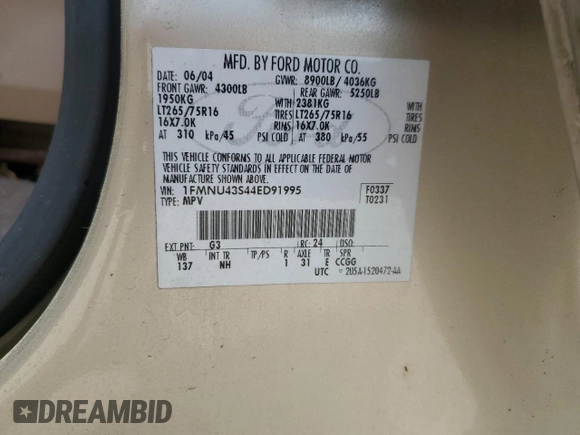 MFD. BY FORD MOTOR CO.
DATE: 06/04 GVWR: 8900LB/ 4036KG
FRONT GAWR: 4300LB REAR GAWR: 5250LB
1950KG WITH 2381KG WITH
LT265/75R16 TIRES LT265/75R16 TIRES
16X7.0K RIMS 16X7.0K RIMS
AT 310 kPa/45 PSI COLD AT 380 kPa/55 PSI COLD
THIS VEHICLE CONFORMS TO ALL APPLICABLE FEDERAL MOTOR
VEHICLE SAFETY STANDARDS IN EFFECT ON THE DATE OF
MANUFACTURE SHOWN ABOVE.
VIN: 1FMNU43S44ED91995 F0337
TYPE: MPV T0231
EXT PNT: G3 RC: 24 DSO:
WB INT TR TP/PS R AXLE TR SPR
137 NH 1 31 E CCGG
UTC 2U5A-1520472-AA
Ford
DREAMBID